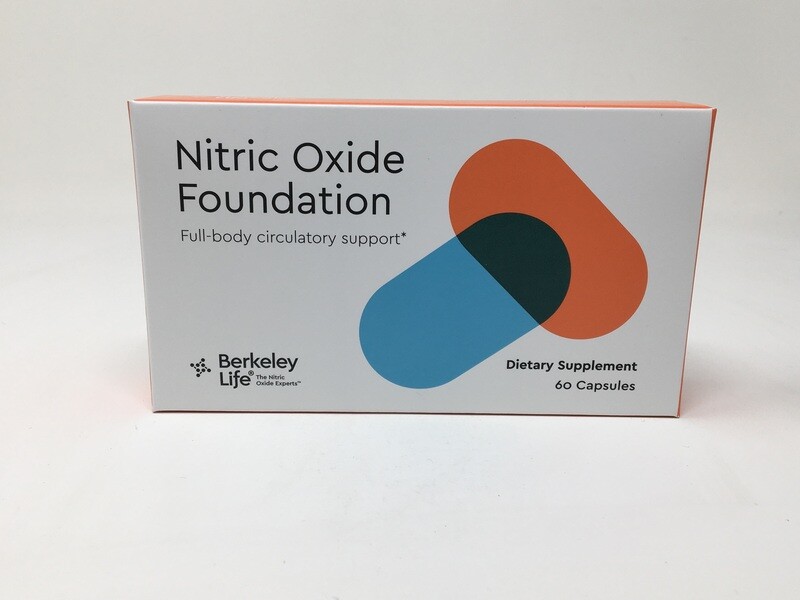 Nitric Oxide
Foundation
Full-body circulatory support*
Berkeley
Life® The Nitric
Oxide Experts™
Dietary Supplement
60 Capsules